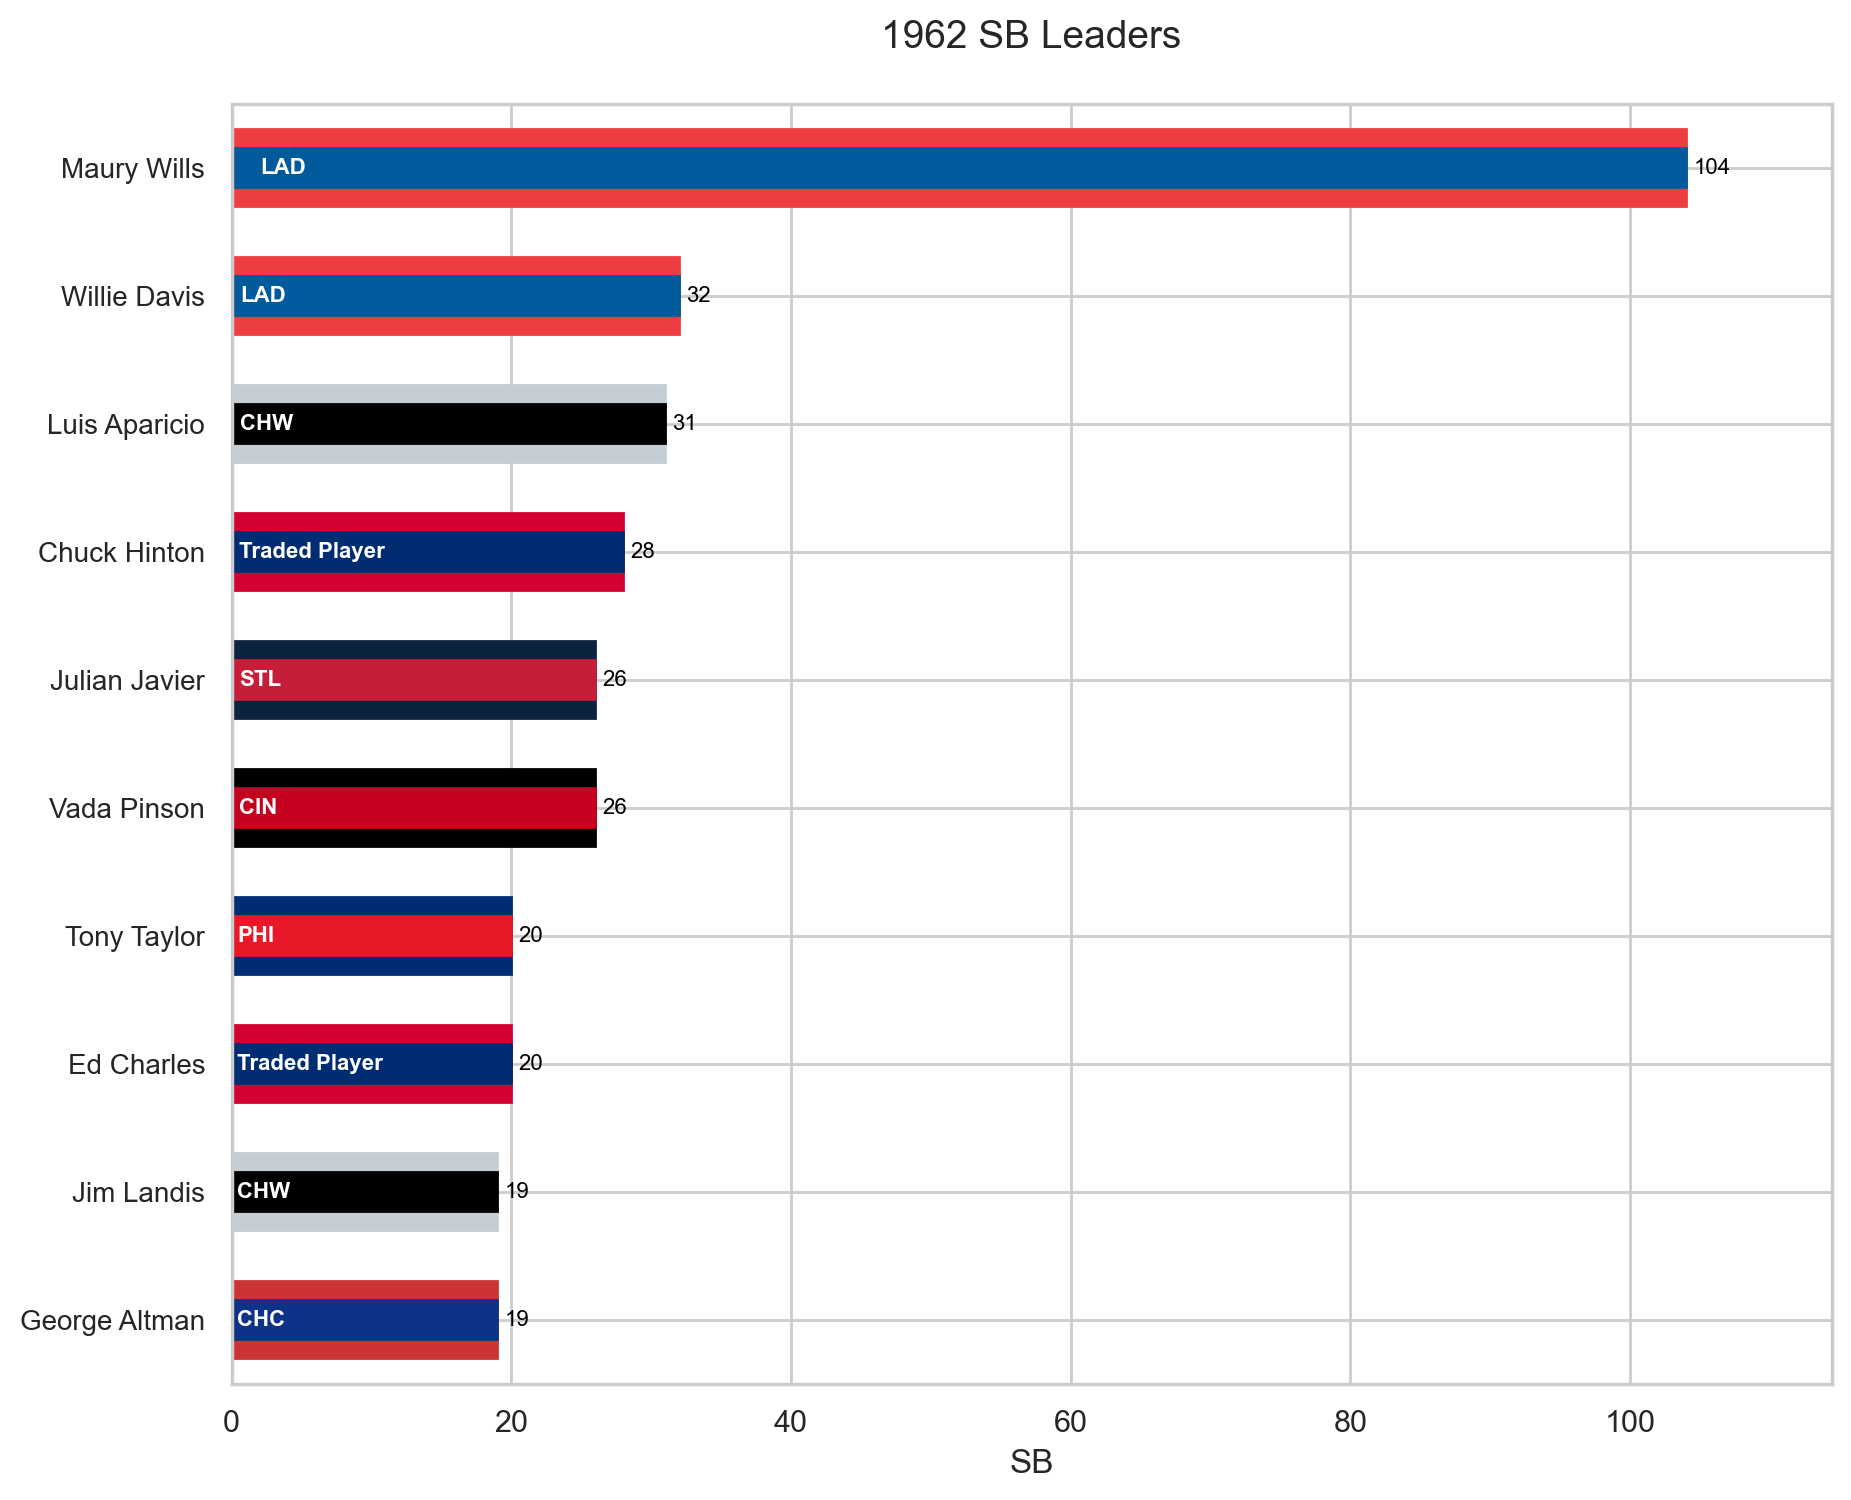 1962 SB Leaders
Maury Wills LAD 104
Willie Davis LAD 32
Luis Aparicio CHW 31
Chuck Hinton Traded Player 28
Julian Javier STL 26
Vada Pinson CIN 26
Tony Taylor PHI 20
Ed Charles Traded Player 20
Jim Landis CHW 19
George Altman CHC 19
0 20 40 60 80 100
SB